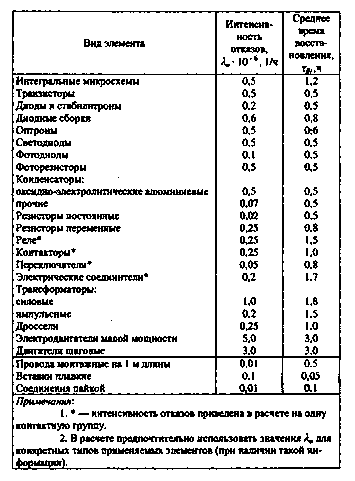 Вид элемента Интенсив- Среднее
ность время
отказов, восста-
λ · 10⁻⁶, 1/ч новления,
τ, ч
Интегральные микросхемы 0,5 1,2
Транзисторы 0,5 0,5
Диоды и стабилитроны 0,2 0,5
Диодные сборки 0,6 0,8
Оптроны 0,5 0:6
Светодиоды 0,5 0,5
Фотодиоды 0.1 0,5
Фоторезисторы 0,5 0,5
Конденсаторы:
оксидно-электролитические алюминиевые 0,5 0,5
прочие 0,07 0,5
Резисторы постоянные 0,02 0,5
Резисторы переменные 0,25 0,8
Реле* 0,25 1,5
Контакторы* 0,25 1,0
Переключатели* 0,05 0,8
Электрические соединители* 0,2 1,7
Трансформаторы:
силовые 1,0 1,8
импульсные 0,2 1,5
Дроссели 0,25 1.0
Электродвигатели малой мощности 5,0 3,0
Двигатели шаговые 3,0 3.0
Провода монтажные на 1 м длины 0,01 0.5
Вставки плавкие 0.1 0,05
Соединения пайкой 0,01 0.1
Примечания:
1. * — интенсивность отказов приведена в расчете на одну
контактную группу.
2. В расчете предпочтительно использовать значения λ для
конкретных типов применяемых элементов (при наличии такой ин-
формации).